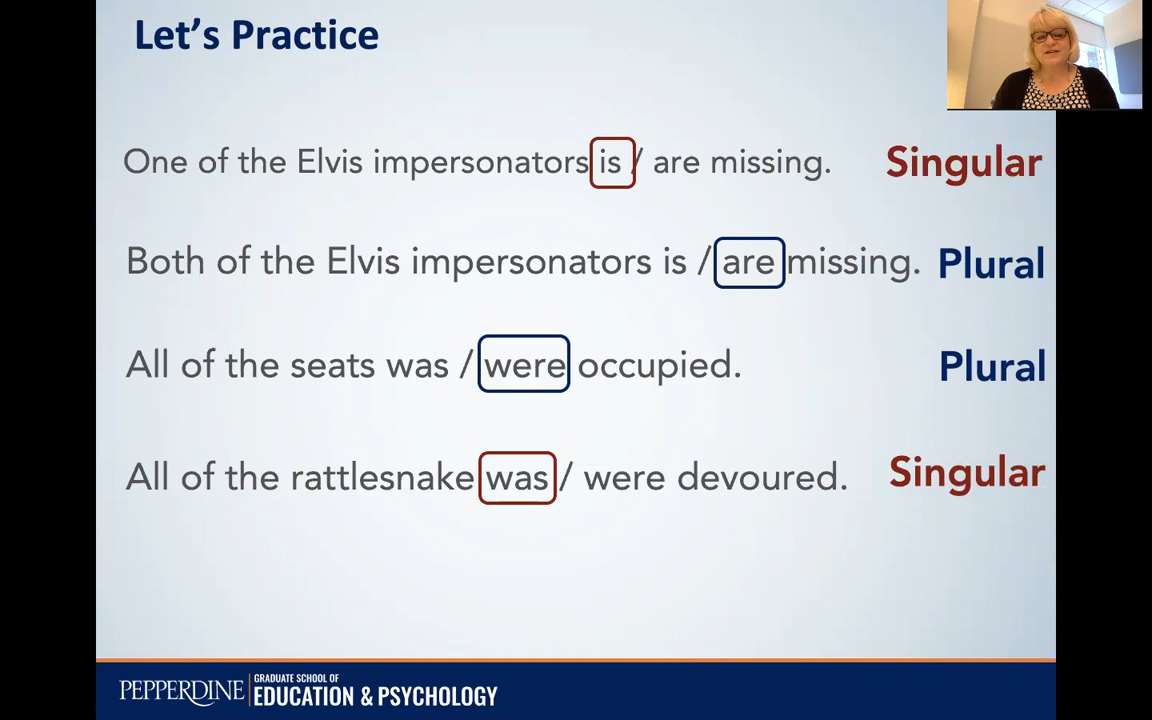 Let's Practice
One of the Elvis impersonators is / are missing. Singular
Both of the Elvis impersonators is / are missing. Plural
All of the seats was / were occupied. Plural
All of the rattlesnake was / were devoured. Singular
PEPPERDINE GRADUATE SCHOOL OF
EDUCATION & PSYCHOLOGY